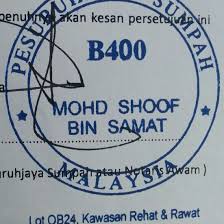 penuhnya akan kesan persetujuan ini
PESURUHJAYA SUMPAH
B400
MOHD SHOOF
BIN SAMAT
MALAYSIA
ruhjaya Sumpah atau Notaris Awam )
Lot OB24, Kawasan Rehat & Rawat